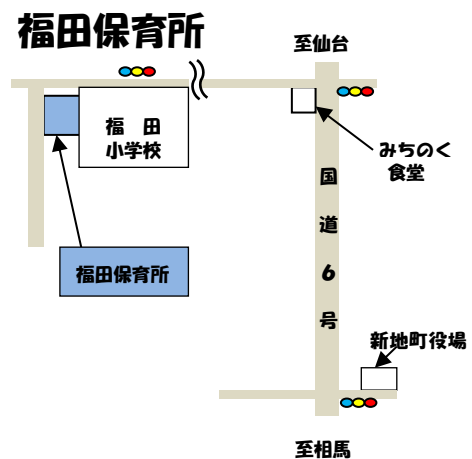 福田保育所
至仙台
福　田
小学校
みちのく
食堂
国
道
６
号
福田保育所
新地町役場
至相馬